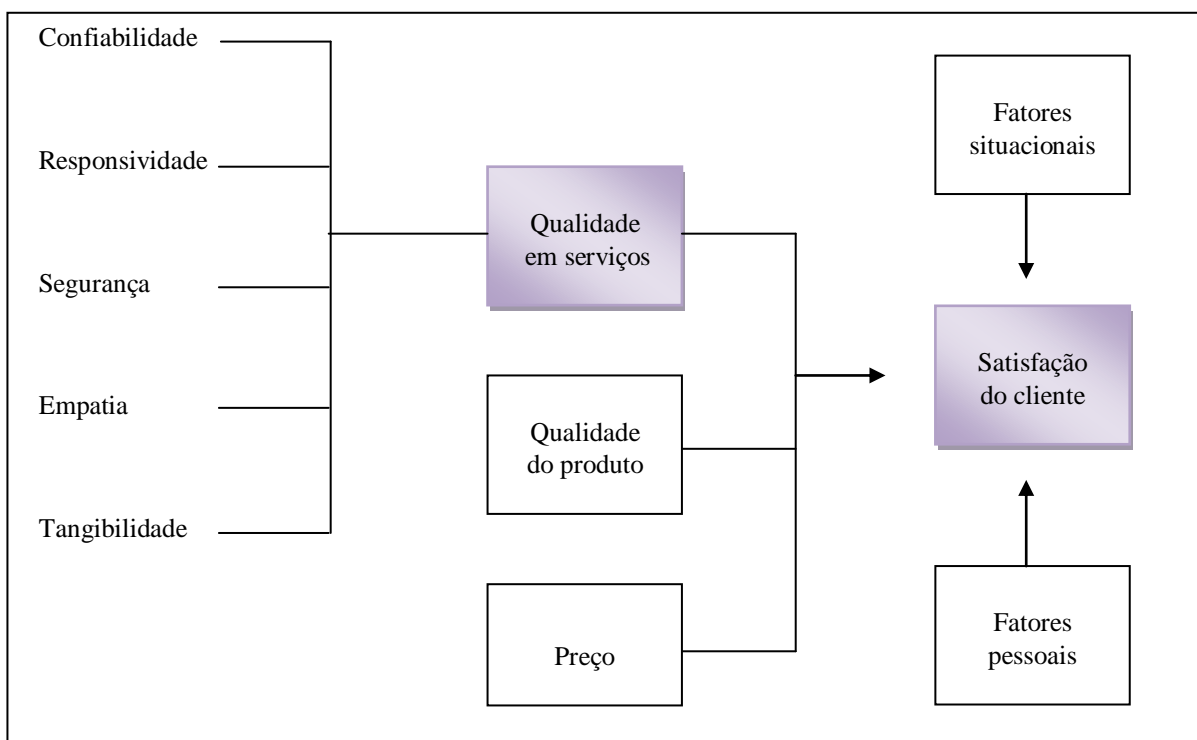 Confiabilidade
Responsividade
Segurança
Empatia
Tangibilidade
Qualidade
em serviços
Qualidade
do produto
Preço
Fatores
situacionais
Satisfação
do cliente
Fatores
pessoais